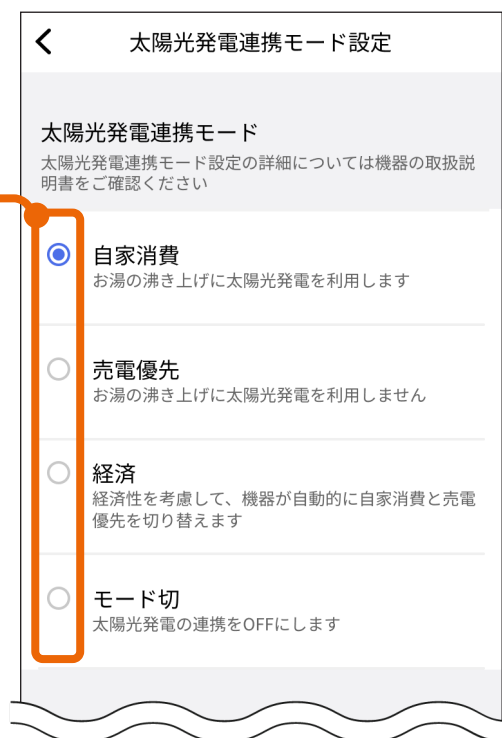 太陽光発電連携モード設定
太陽光発電連携モード
太陽光発電連携モード設定の詳細については機器の取扱説
明書をご確認ください
自家消費
お湯の沸き上げに太陽光発電を利用します
売電優先
お湯の沸き上げに太陽光発電を利用しません
経済
経済性を考慮して、機器が自動的に自家消費と売電
優先を切り替えます
モード切
太陽光発電の連携をOFFにします